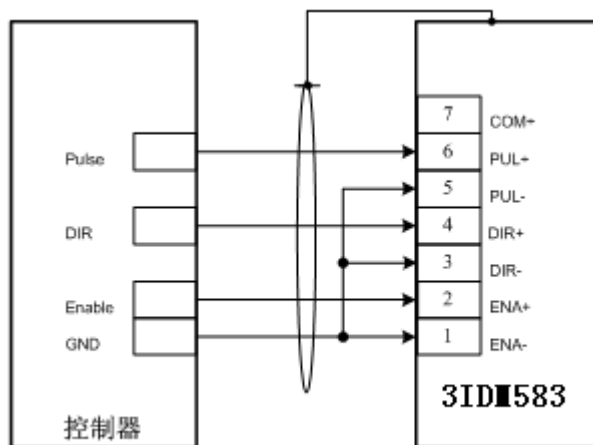 7 COM+
Pulse 6 PUL+
5 PUL-
DIR 4 DIR+
3 DIR-
Enable 2 ENA+
GND 1 ENA-
3IDM583
控制器